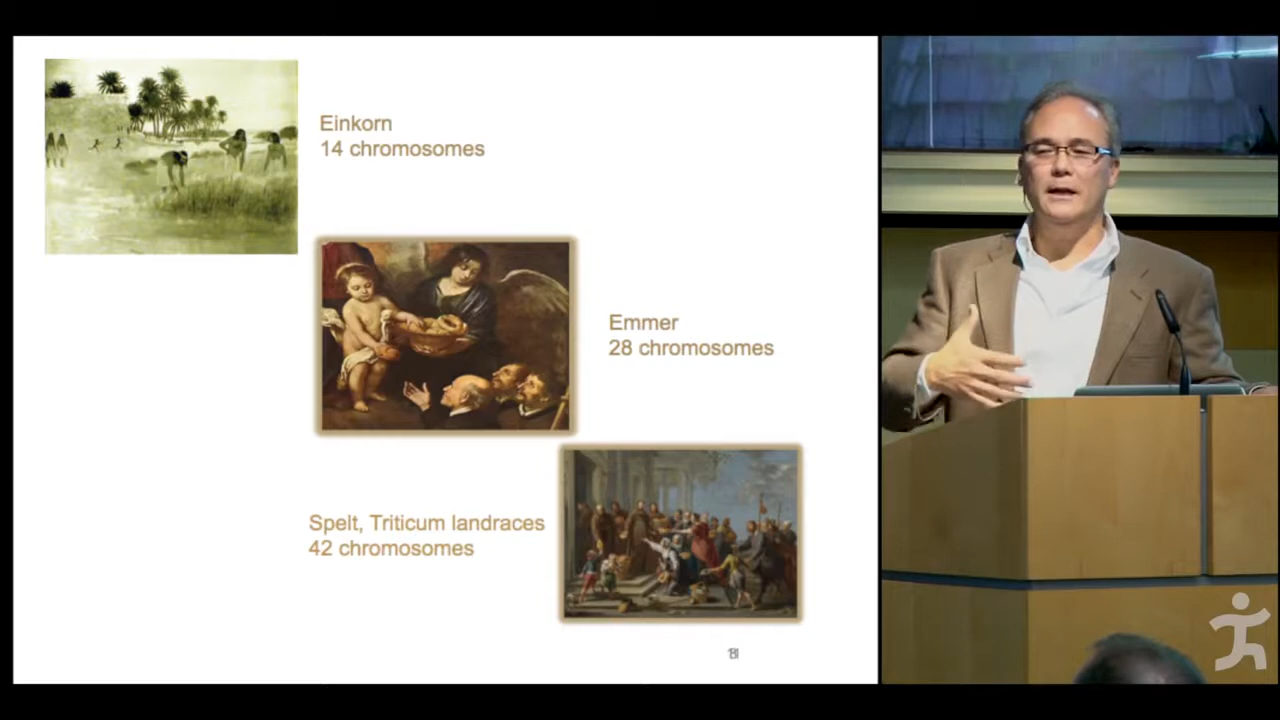 Einkorn
14 chromosomes
Emmer
28 chromosomes
Spelt, Triticum landraces
42 chromosomes